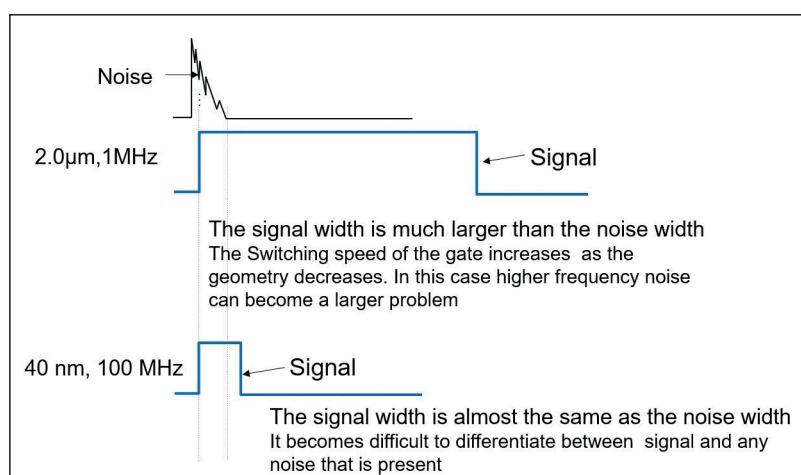 Noise
2.0µm,1MHz
Signal
The signal width is much larger than the noise width
The Switching speed of the gate increases as the
geometry decreases. In this case higher frequency noise
can become a larger problem
40 nm, 100 MHz
Signal
The signal width is almost the same as the noise width
It becomes difficult to differentiate between signal and any
noise that is present